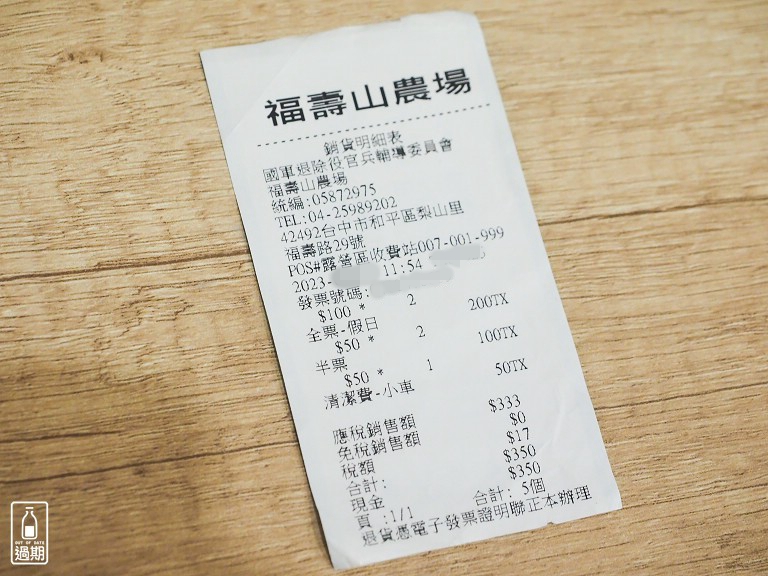 福壽山農場
銷貨明細表
國軍退除役官兵輔導委員會
福壽山農場
統編:05872975
TEL:04-25989202
42492台中市和平區梨山里
福壽路29號
POS#露營區收費站007-001-999
2023- 11:54
發票號碼:
$100 * 2 200TX
全票-假日
$50 * 2 100TX
半票
$50 * 1 50TX
清潔費-小車
應稅銷售額 $333
免稅銷售額 $0
稅額 $17
合計: $350
現金 $350
頁 :1/1 合計: 5個
退貨憑電子發票證明聯正本辦理
OUT OF DATE
過期